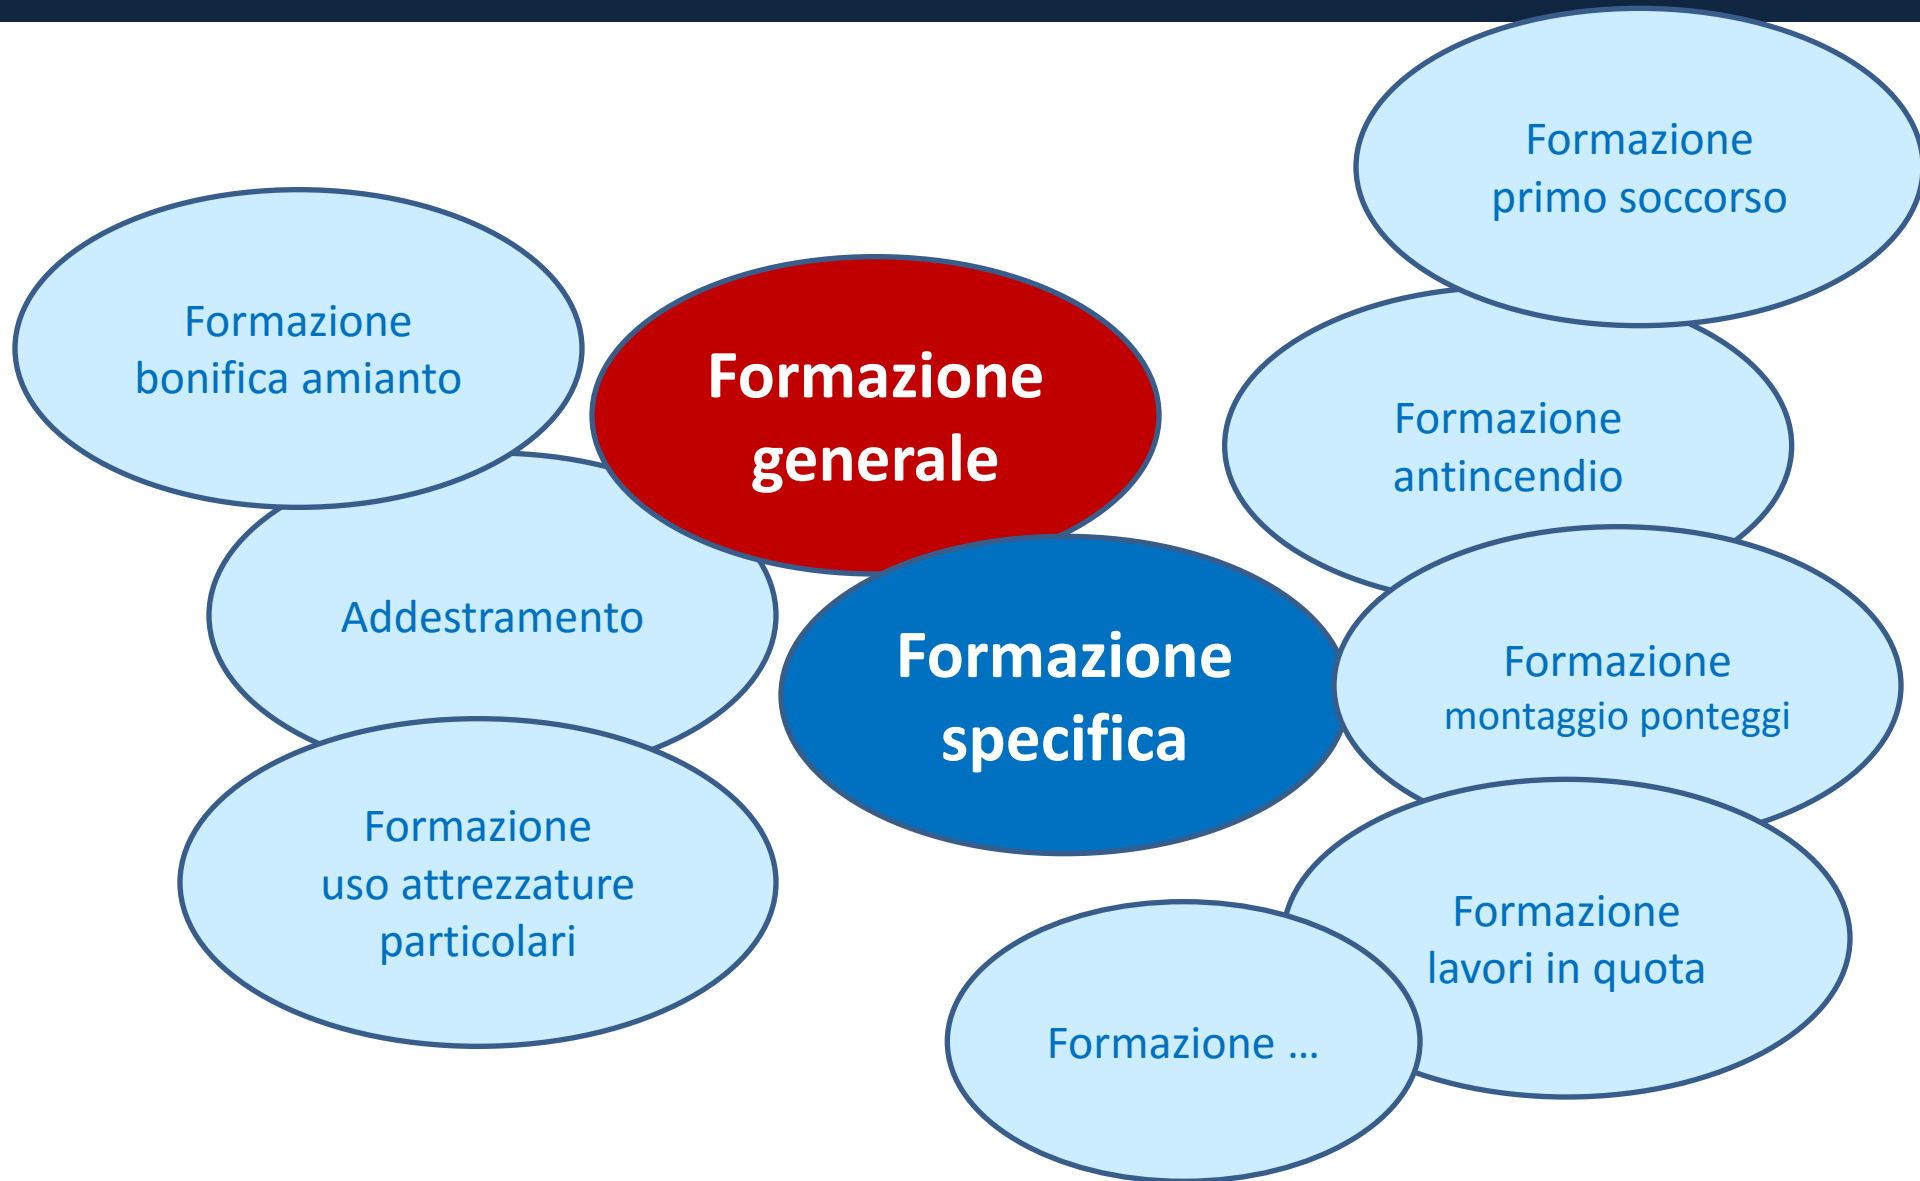 Formazione
primo soccorso
Formazione
bonifica amianto
Formazione
generale
Formazione
antincendio
Addestramento
Formazione
specifica
Formazione
montaggio ponteggi
Formazione
uso attrezzature
particolari
Formazione
lavori in quota
Formazione ...